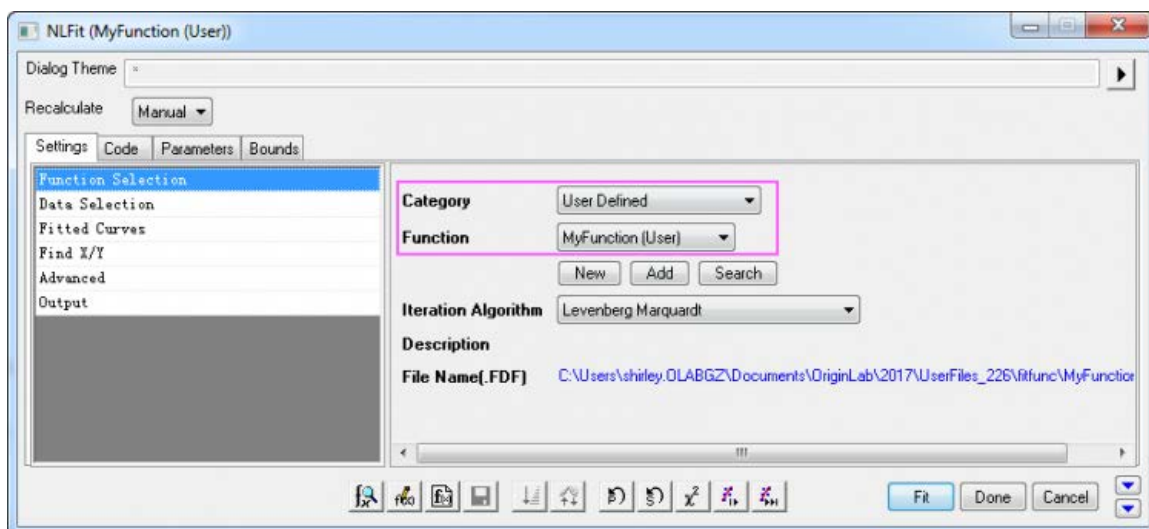 NLFit (MyFunction (User))
Dialog Theme *
Recalculate Manual
Settings Code Parameters Bounds
Function Selection
Data Selection
Fitted Curves
Find X/Y
Advanced
Output
Category User Defined
Function MyFunction (User)
New Add Search
Iteration Algorithm Levenberg Marquardt
Description
File Name(.FDF) C:\Users\shirley.OLABGZ\Documents\OriginLab\2017\UserFiles_226\fitfunc\MyFunction
Fit Done Cancel